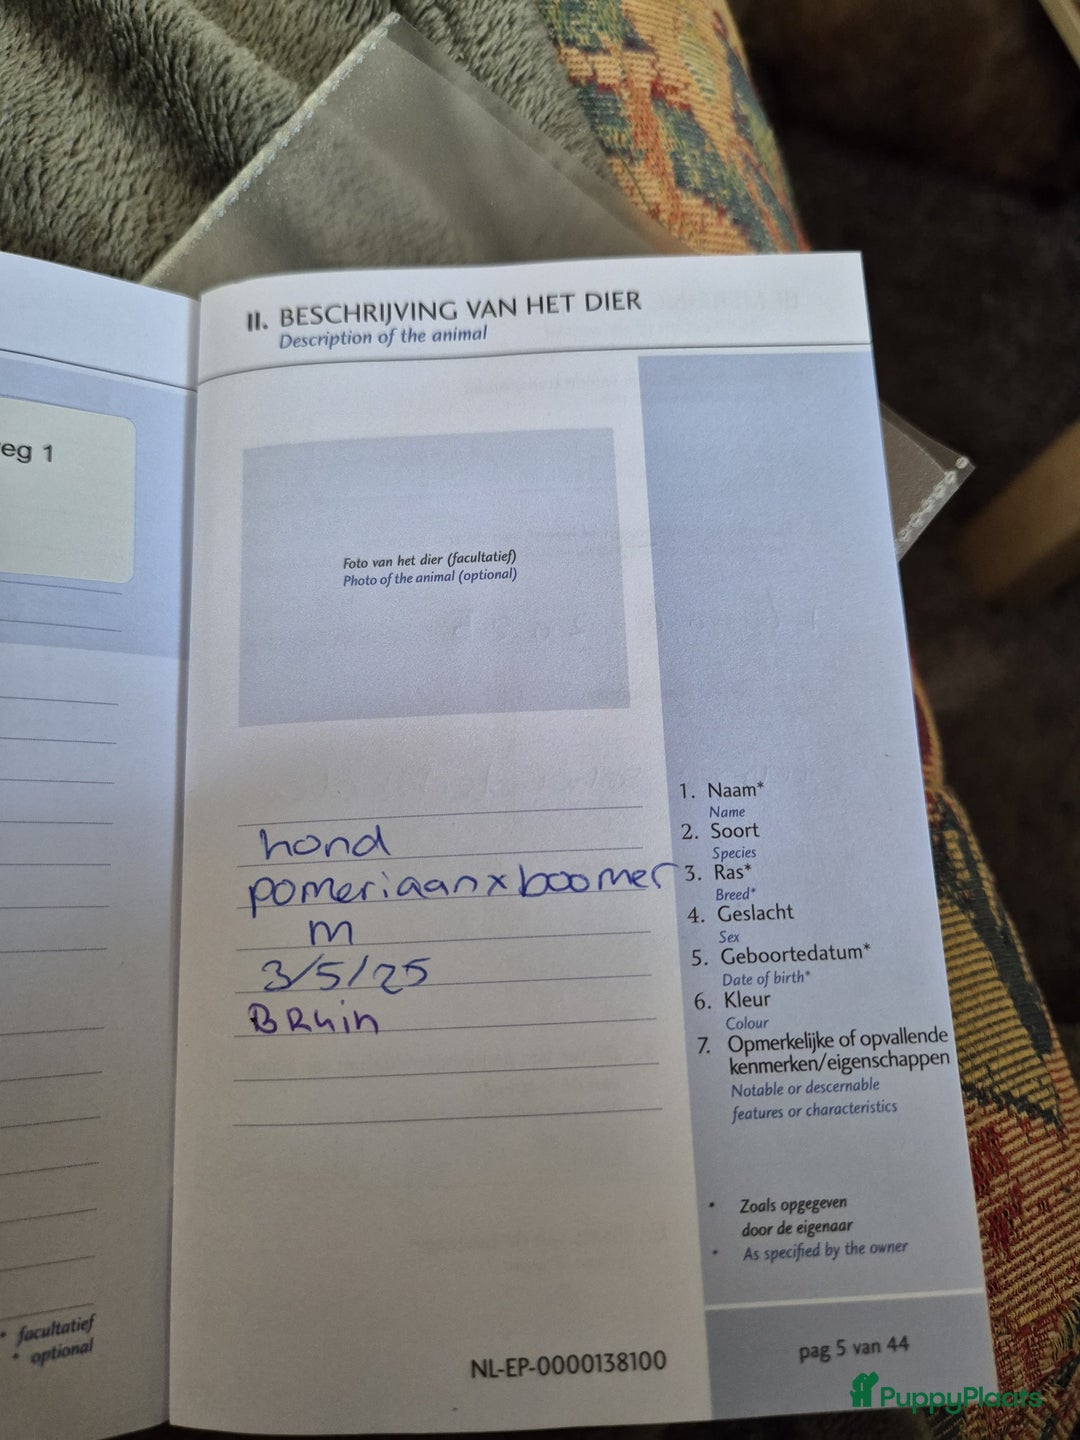 II. BESCHRIJVING VAN HET DIER
Description of the animal
eg 1
Foto van het dier (facultatief)
Photo of the animal (optional)
1. Naam*
Name
hond
2. Soort
Species
pomeriaan x boomer
3. Ras*
Breed*
m
4. Geslacht
Sex
3/5/25
5. Geboortedatum*
Date of birth*
BRuin
6. Kleur
Colour
7. Opmerkelijke of opvallende
kenmerken/eigenschappen
Notable or descernable
features or characteristics
* Zoals opgegeven
door de eigenaar
* As specified by the owner
* facultatief
* optional
NL-EP-0000138100
pag 5 van 44
PuppyPlaats